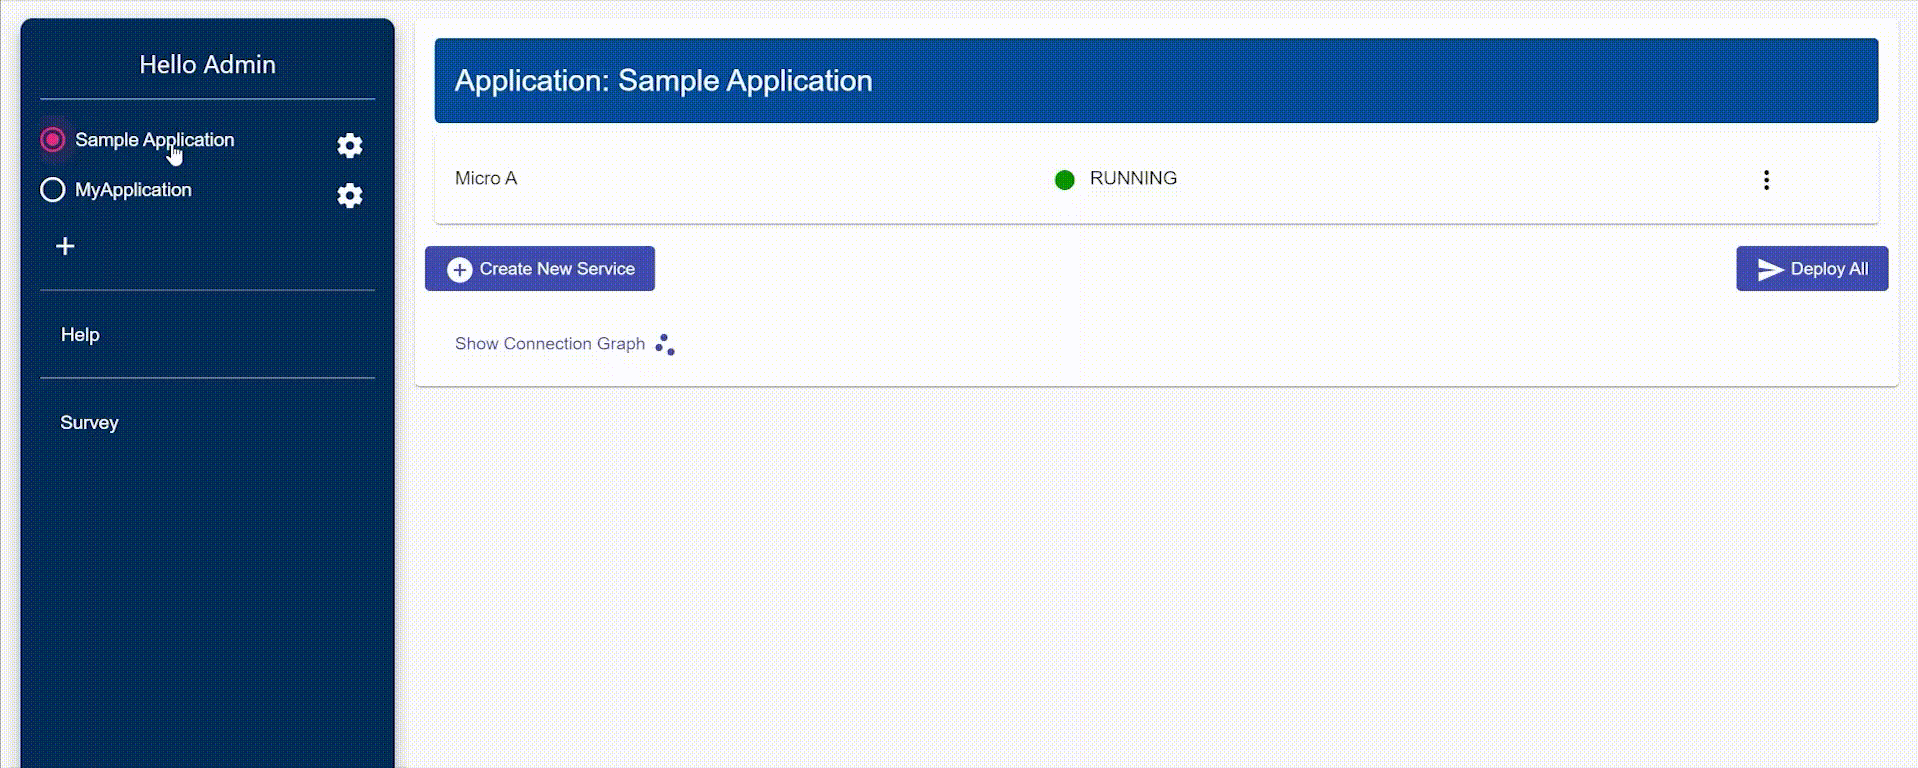 Hello Admin
Sample Application
MyApplication
Help
Survey
Application: Sample Application
Micro A
RUNNING
Create New Service
Deploy All
Show Connection Graph